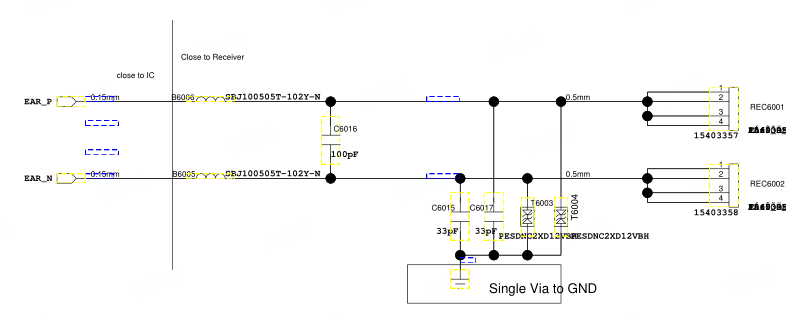 Close to Receiver
close to IC
EAR_P
0.15mm
B6006
SBJ100505T-102Y-N
0.5mm
1
2
3
4
REC6001
15403357
C6016
100pF
EAR_N
0.15mm
B6005
SBJ100505T-102Y-N
0.5mm
1
2
3
4
REC6002
15403358
C6015
33pF
C6017
33pF
T6003
T6004
PESDNC2XD12VBH
PESDNC2XD12VBH
Single Via to GND